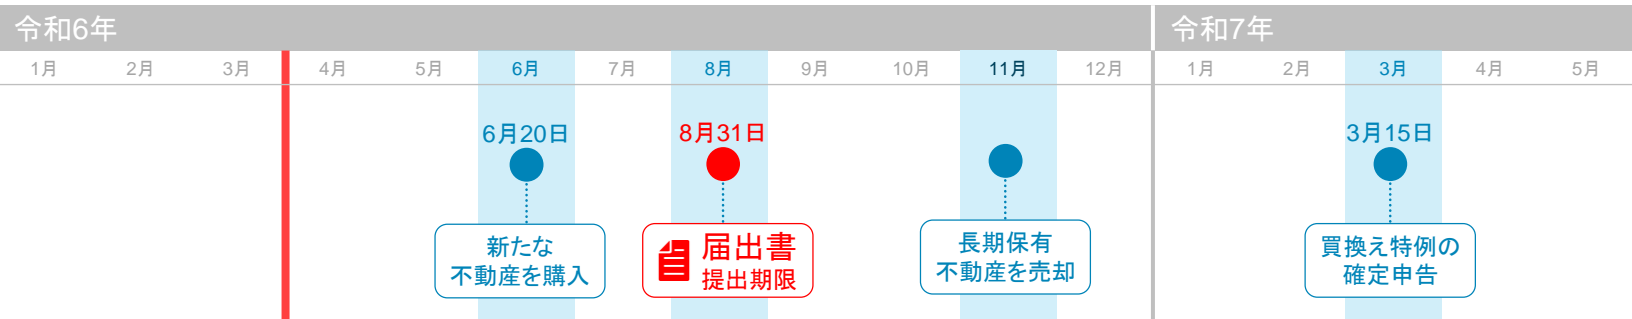 令和6年
令和7年
1月 2月 3月 4月 5月 6月 7月 8月 9月 10月 11月 12月 1月 2月 3月 4月 5月
6月20日
8月31日
3月15日
新たな
不動産を購入
届出書
提出期限
長期保有
不動産を売却
買換え特例の
確定申告